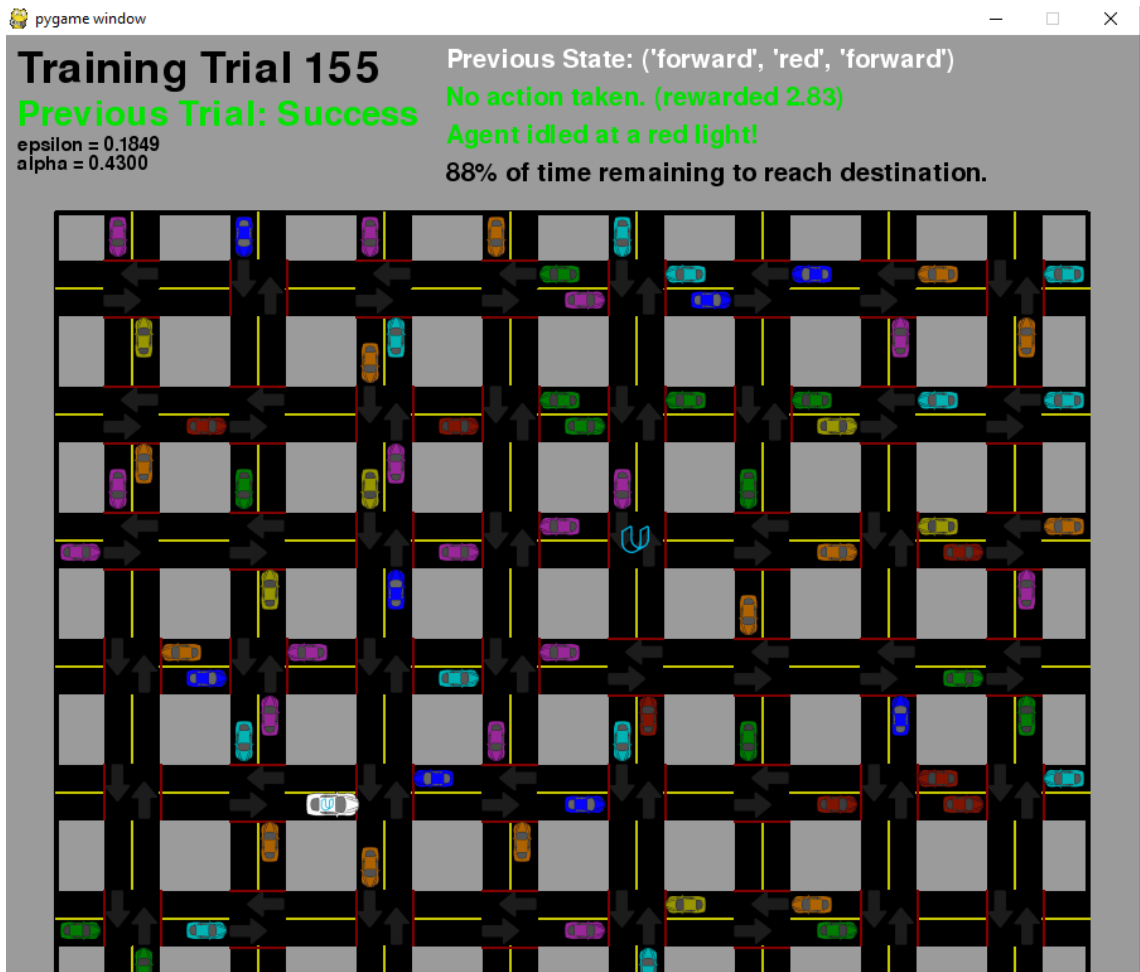 pygame window
Training Trial 155
Previous Trial: Success
epsilon = 0.1849
alpha = 0.4300
Previous State: ('forward', 'red', 'forward')
No action taken. (rewarded 2.83)
Agent idled at a red light!
88% of time remaining to reach destination.